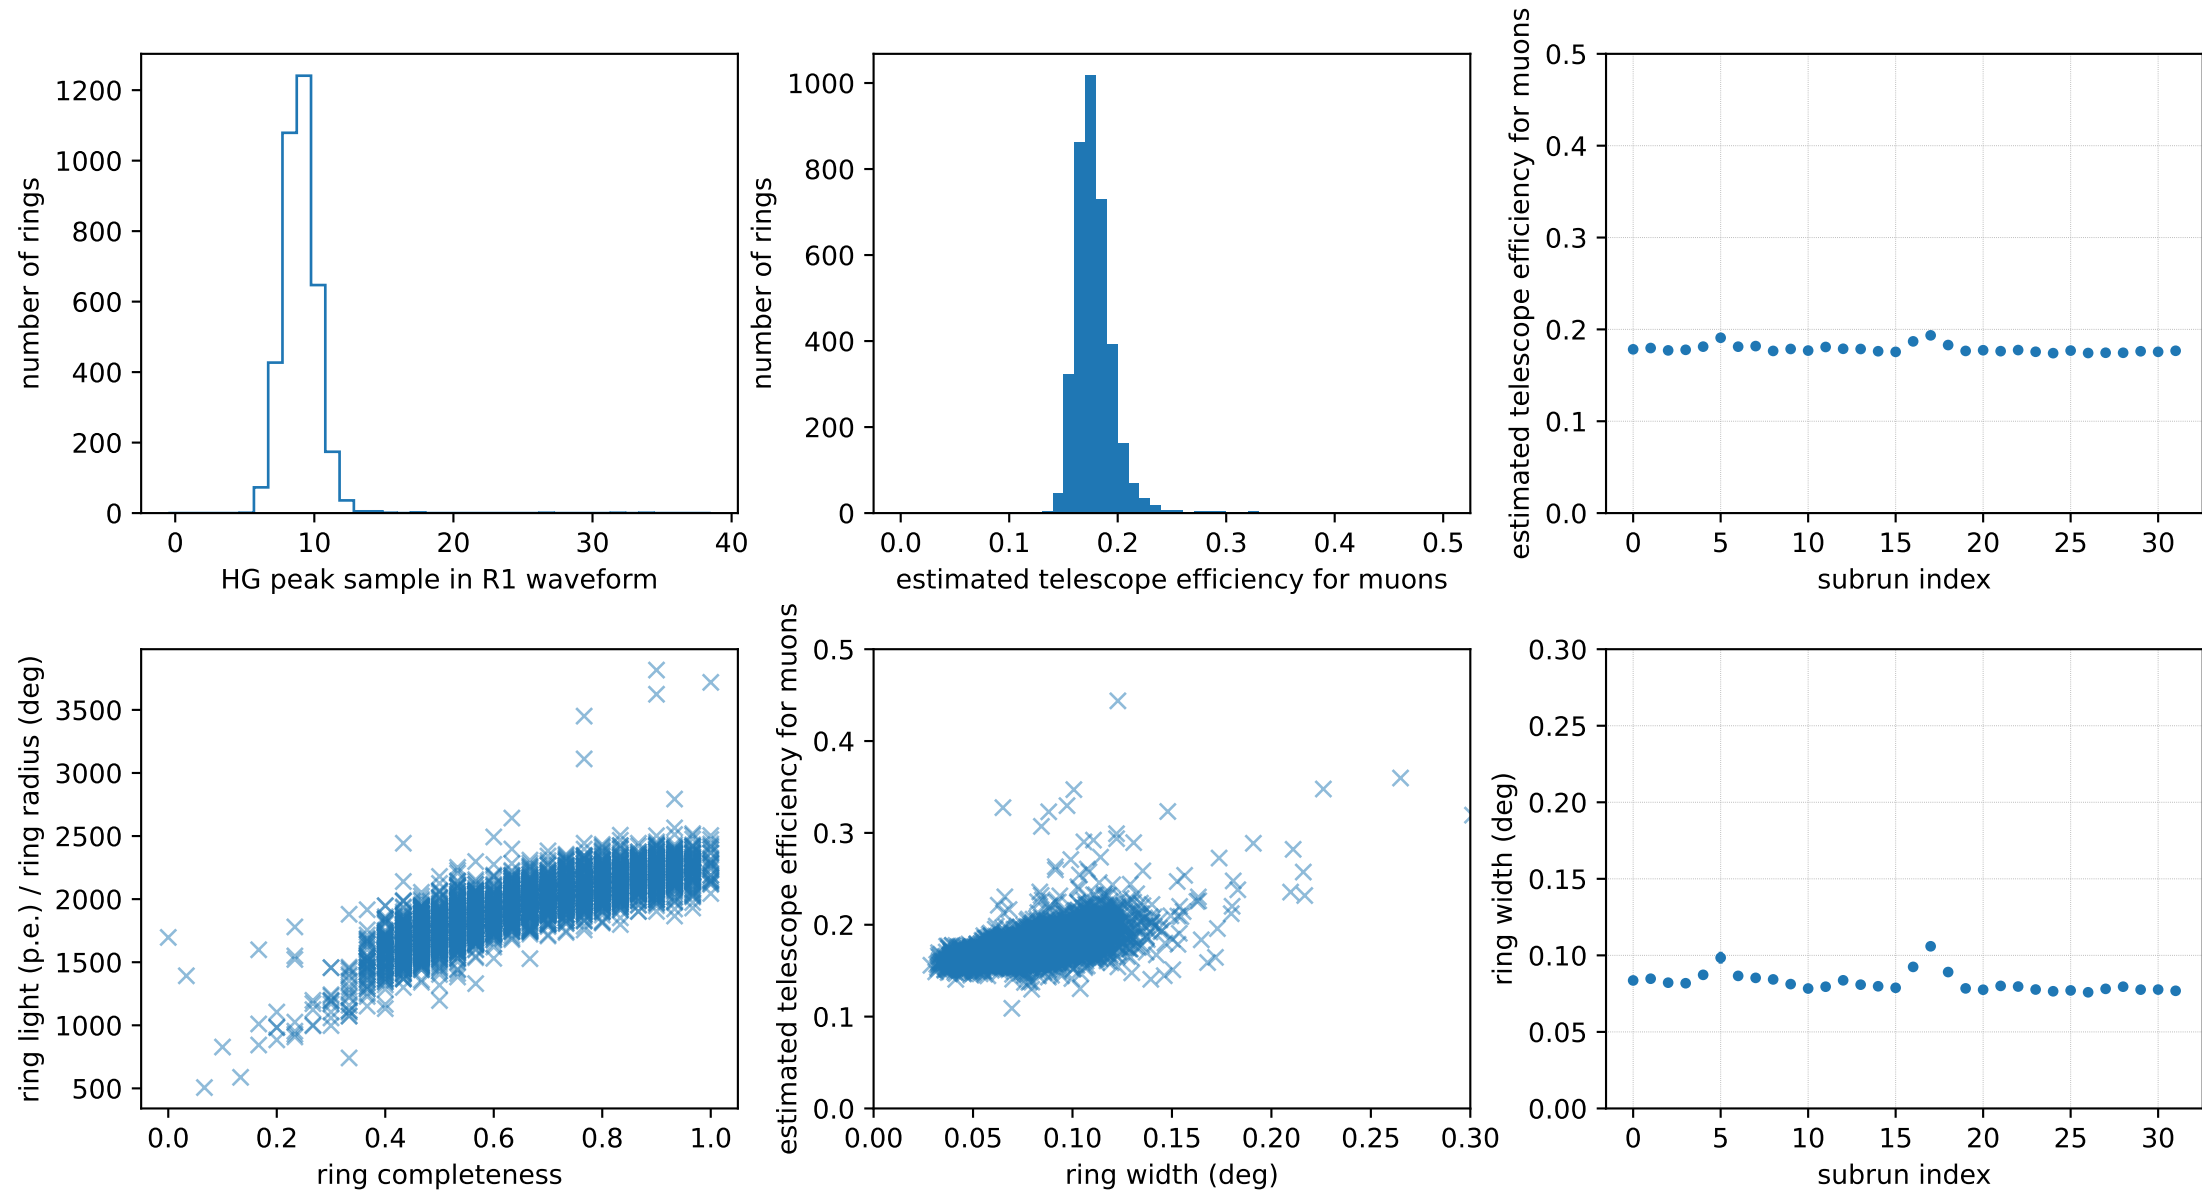 number of rings
1200
1000
800
600
400
200
0
0 10 20 30 40
HG peak sample in R1 waveform
number of rings
1000
800
600
400
200
0
0.0 0.1 0.2 0.3 0.4 0.5
estimated telescope efficiency for muons
estimated telescope efficiency for muons
0.5
0.4
0.3
0.2
0.1
0.0
0 5 10 15 20 25 30
subrun index
ring light (p.e.) / ring radius (deg)
3500
3000
2500
2000
1500
1000
500
0.0 0.2 0.4 0.6 0.8 1.0
ring completeness
estimated telescope efficiency for muons
0.5
0.4
0.3
0.2
0.1
0.0
0.00 0.05 0.10 0.15 0.20 0.25 0.30
ring width (deg)
ring width (deg)
0.30
0.25
0.20
0.15
0.10
0.05
0.00
0 5 10 15 20 25 30
subrun index